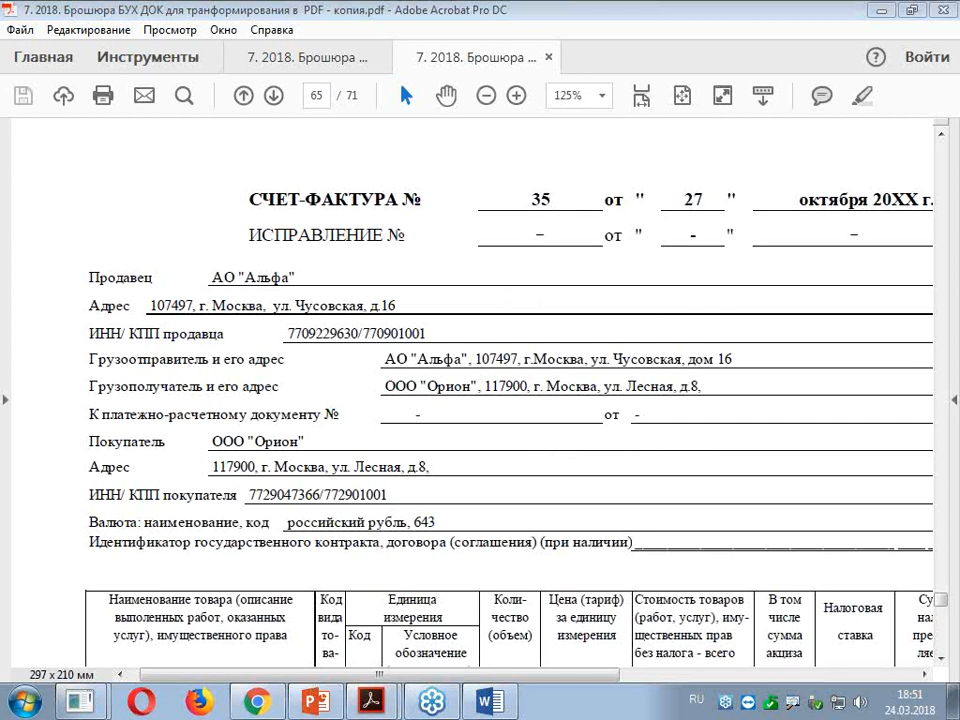 7. 2018. Брошюра БУХ ДОК для транформирования в PDF - копия.pdf - Adobe Acrobat Pro DC
Файл Редактирование Просмотр Окно Справка
Главная Инструменты 7. 2018. Брошюра ... 7. 2018. Брошюра ... ×
? Войти
65 / 71 125%
СЧЕТ-ФАКТУРА № 35 от " 27 " октября 20XX г.
ИСПРАВЛЕНИЕ № – от " - " –
Продавец АО "Альфа"
Адрес 107497, г. Москва, ул. Чусовская, д.16
ИНН/ КПП продавца 7709229630/770901001
Грузоотправитель и его адрес АО "Альфа", 107497, г.Москва, ул. Чусовская, дом 16
Грузополучатель и его адрес ООО "Орион", 117900, г. Москва, ул. Лесная, д.8,
К платежно-расчетному документу № - от -
Покупатель ООО "Орион"
Адрес 117900, г. Москва, ул. Лесная, д.8,
ИНН/ КПП покупателя 7729047366/772901001
Валюта: наименование, код российский рубль, 643
Идентификатор государственного контракта, договора (соглашения) (при наличии)
Наименование товара (описание выполенных работ, оказанных услуг), имущественного права
Код вида то-ва-
Единица измерения
Код
Условное обозначение
Коли-чество (объем)
Цена (тариф) за единицу измерения
Стоимость товаров (работ, услуг), иму-щественных прав без налога - всего
В том числе сумма акциза
Налоговая ставка
Су
нал
пре
ляе
297 x 210 мм
RU
18:51
24.03.2018